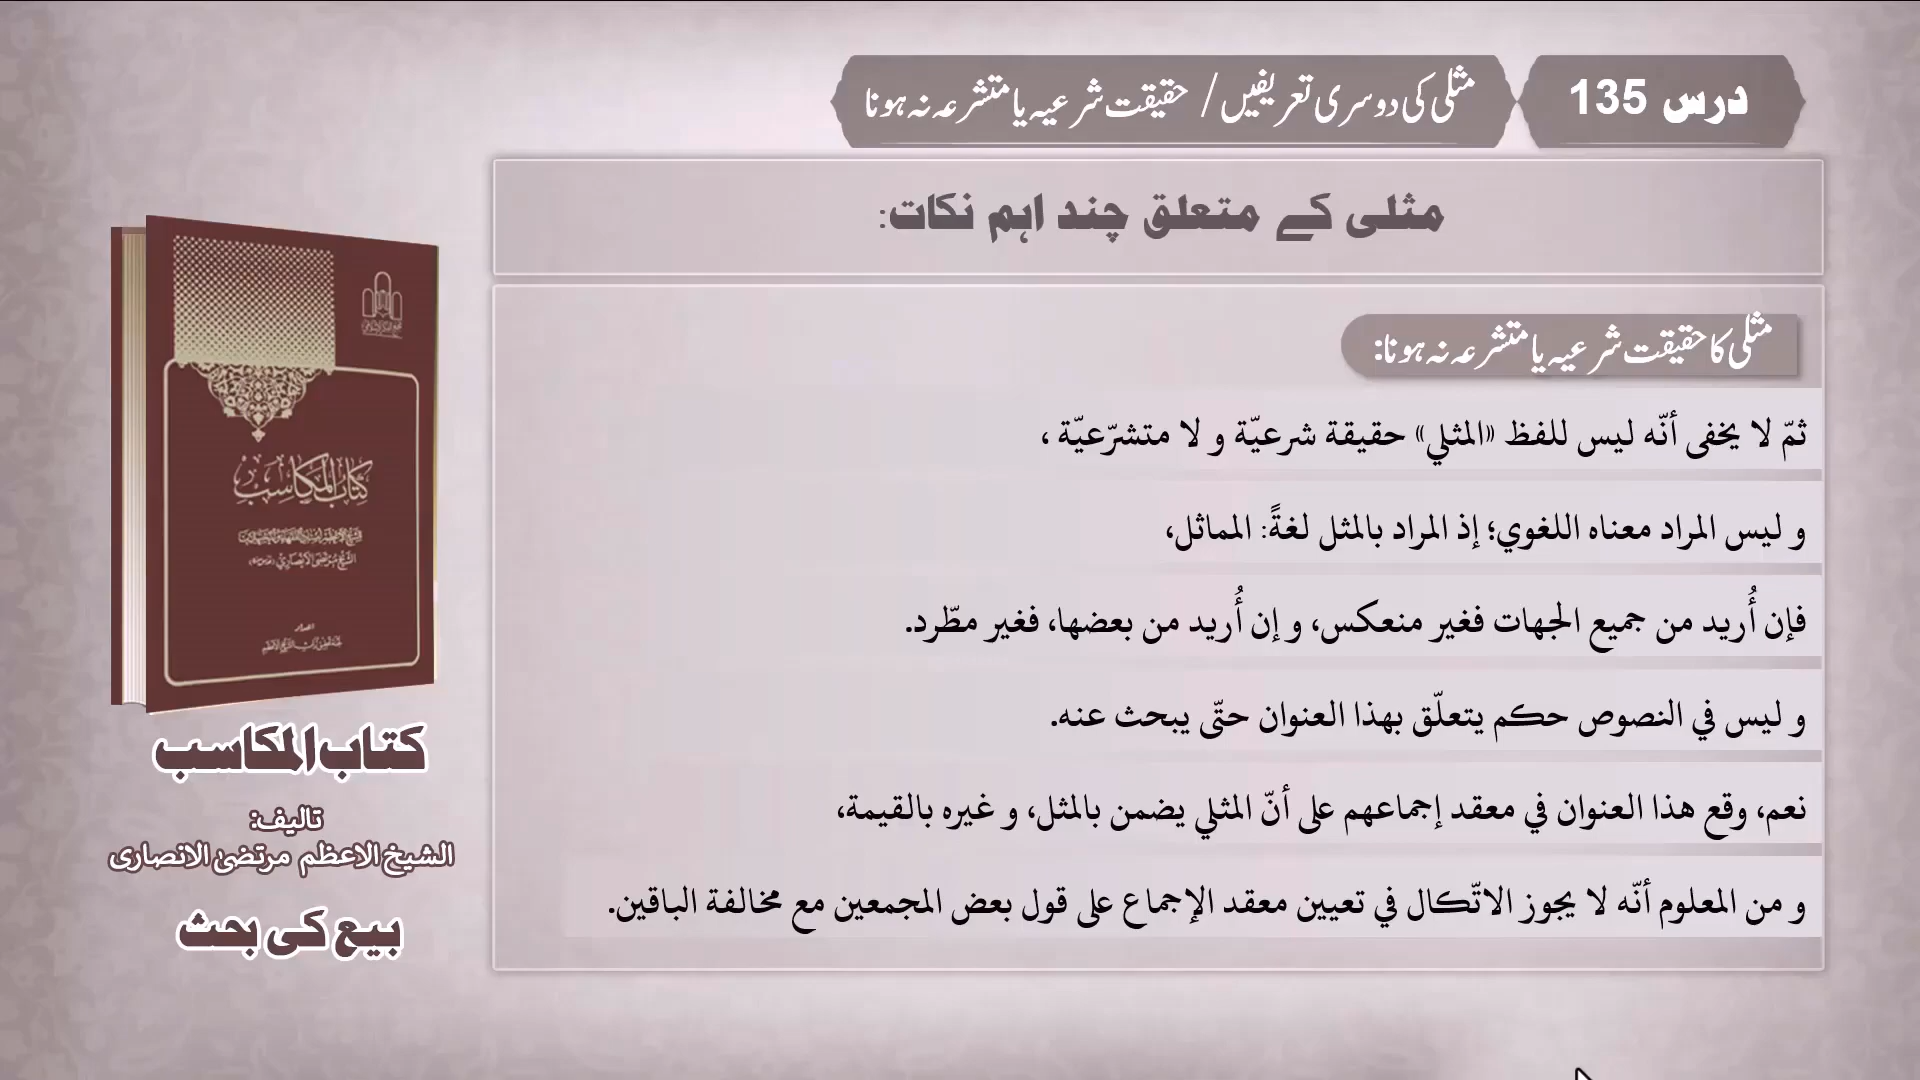 درس 135
مثلی کی دوسری تعریفیں / حقیقت شرعیہ یا متشرعہ نہ ہونا
مثلی کے متعلق چند اہم نکات:
مثلی کا حقیقت شرعیہ یا متشرعہ نہ ہونا:
ثمّ لا يخفى أنّه ليس للفظ «المثلي» حقيقة شرعيّة و لا متشرّعيّة ،
و ليس المراد معناه اللغوي؛ إذ المراد بالمثل لغةً: المماثل،
فإن أُريد من جميع الجهات فغير منعكس، و إن أُريد من بعضها، فغير مطّرد.
و ليس في النصوص حكم يتعلّق بهذا العنوان حتّى يبحث عنه.
نعم، وقع هذا العنوان في معقد إجماعهم على أنّ المثلي يضمن بالمثل، و غيره بالقيمة،
و من المعلوم أنّه لا يجوز الاتّكال في تعيين معقد الإجماع على قول بعض المجمعين مع مخالفة الباقين.
كتاب المكاسب
کتاب المکاسب
تالیف:
الشیخ الاعظم مرتضیٰ الانصاری
بیع کی بحث